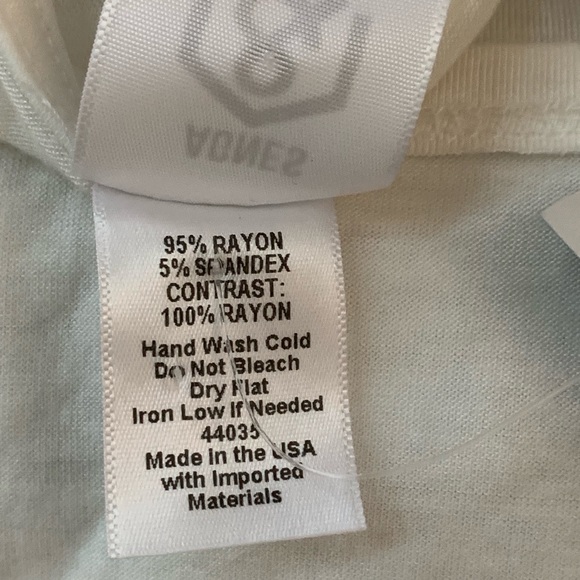 &
AGNES
95% RAYON
5% SPANDEX
CONTRAST:
100% RAYON
Hand Wash Cold
Do Not Bleach
Dry Flat
Iron Low If Needed
44035
Made in the USA
with Imported
Materials